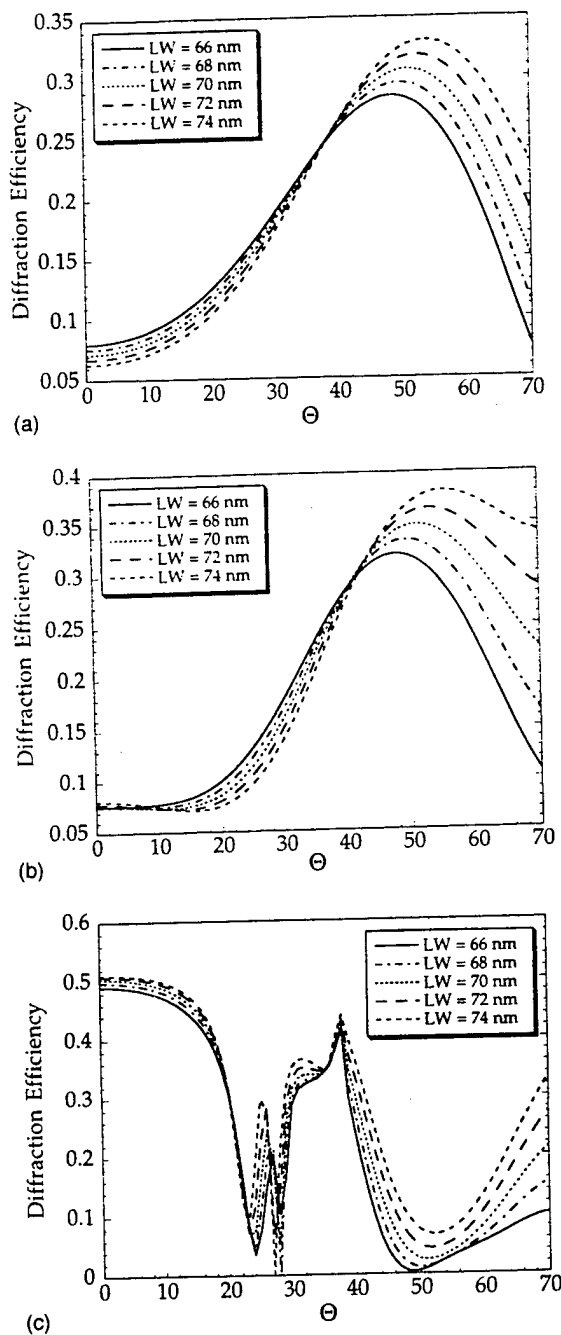 0.35
0.3
0.25
0.2
0.15
0.1
0.05
Diffraction Efficiency
LW = 66 nm
LW = 68 nm
LW = 70 nm
LW = 72 nm
LW = 74 nm
0 10 20 30 40 50 60 70
Θ
(a)
0.4
0.35
0.3
0.25
0.2
0.15
0.1
0.05
Diffraction Efficiency
LW = 66 nm
LW = 68 nm
LW = 70 nm
LW = 72 nm
LW = 74 nm
0 10 20 30 40 50 60 70
Θ
(b)
0.6
0.5
0.4
0.3
0.2
0.1
0
Diffraction Efficiency
LW = 66 nm
LW = 68 nm
LW = 70 nm
LW = 72 nm
LW = 74 nm
0 10 20 30 40 50 60 70
Θ
(c)